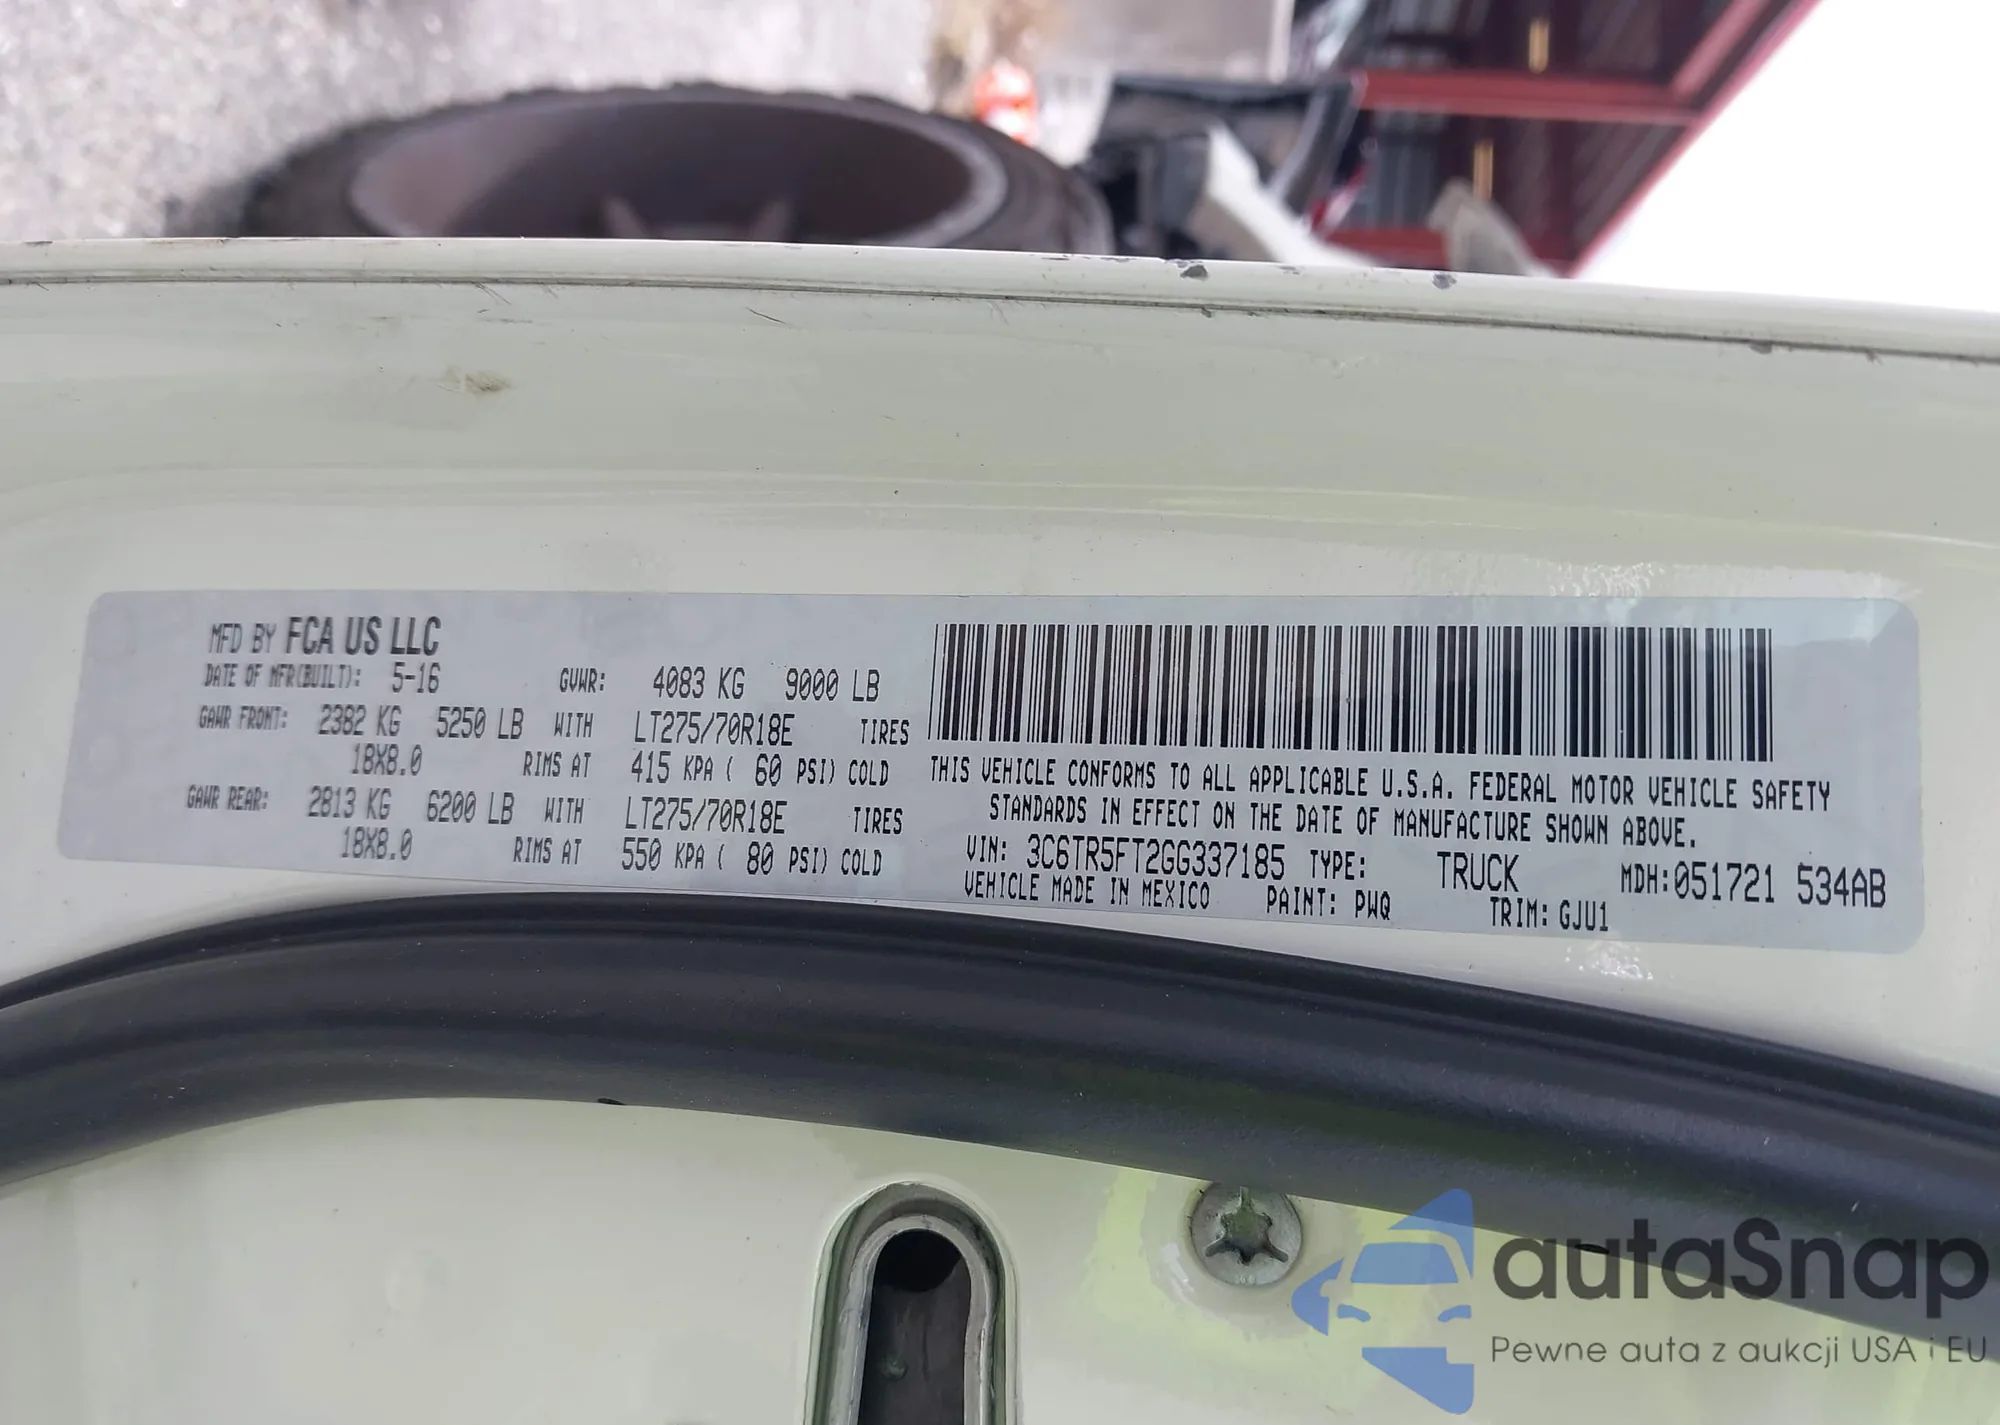 MFD BY FCA US LLC
DATE OF MFR(BUILT): 5-16 GVWR: 4083 KG 9000 LB
GAWR FRONT: 2382 KG 5250 LB WITH LT275/70R18E TIRES
18X8.0 RIMS AT 415 KPA ( 60 PSI) COLD
GAWR REAR: 2813 KG 6200 LB WITH LT275/70R18E TIRES
18X8.0 RIMS AT 550 KPA ( 80 PSI) COLD
THIS VEHICLE CONFORMS TO ALL APPLICABLE U.S.A. FEDERAL MOTOR VEHICLE SAFETY
STANDARDS IN EFFECT ON THE DATE OF MANUFACTURE SHOWN ABOVE.
VIN: 3C6TR5FT2GG337185 TYPE: TRUCK MDH:051721 534AB
VEHICLE MADE IN MEXICO PAINT: PWQ TRIM: GJU1
autaSnap
Pewne auta z aukcji USA i EU